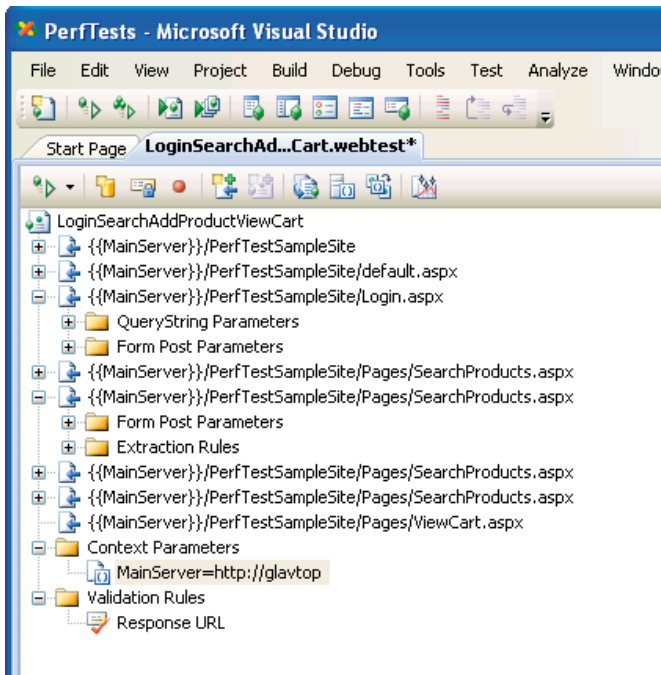 PerfTests - Microsoft Visual Studio
File Edit View Project Build Debug Tools Test Analyze Windo
Start Page LoginSearchAd...Cart.webtest*
LoginSearchAddProductViewCart
{{MainServer}}/PerfTestSampleSite
{{MainServer}}/PerfTestSampleSite/default.aspx
{{MainServer}}/PerfTestSampleSite/Login.aspx
QueryString Parameters
Form Post Parameters
{{MainServer}}/PerfTestSampleSite/Pages/SearchProducts.aspx
{{MainServer}}/PerfTestSampleSite/Pages/SearchProducts.aspx
Form Post Parameters
Extraction Rules
{{MainServer}}/PerfTestSampleSite/Pages/SearchProducts.aspx
{{MainServer}}/PerfTestSampleSite/Pages/SearchProducts.aspx
{{MainServer}}/PerfTestSampleSite/Pages/ViewCart.aspx
Context Parameters
MainServer=http://glavtop
Validation Rules
Response URL